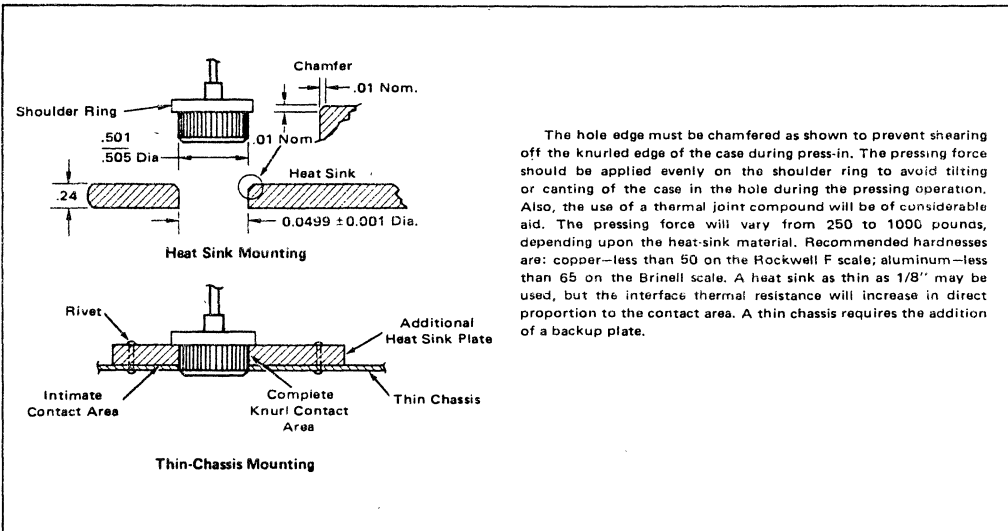 Chamfer
.01 Nom.
Shoulder Ring
.501
.505 Dia
.01 Nom
Heat Sink
.24
0.0499 ±0.001 Dia.
Heat Sink Mounting
Rivet
Additional
Heat Sink Plate
Intimate
Contact Area
Complete
Knurl Contact
Area
Thin Chassis
Thin-Chassis Mounting
The hole edge must be chamfered as shown to prevent shearing
off the knurled edge of the case during press-in. The pressing force
should be applied evenly on the shoulder ring to avoid tilting
or canting of the case in the hole during the pressing operation.
Also, the use of a thermal joint compound will be of considerable
aid. The pressing force will vary from 250 to 1000 pounds,
depending upon the heat-sink material. Recommended hardnesses
are: copper—less than 50 on the Rockwell F scale; aluminum—less
than 65 on the Brinell scale. A heat sink as thin as 1/8'' may be
used, but the interface thermal resistance will increase in direct
proportion to the contact area. A thin chassis requires the addition
of a backup plate.